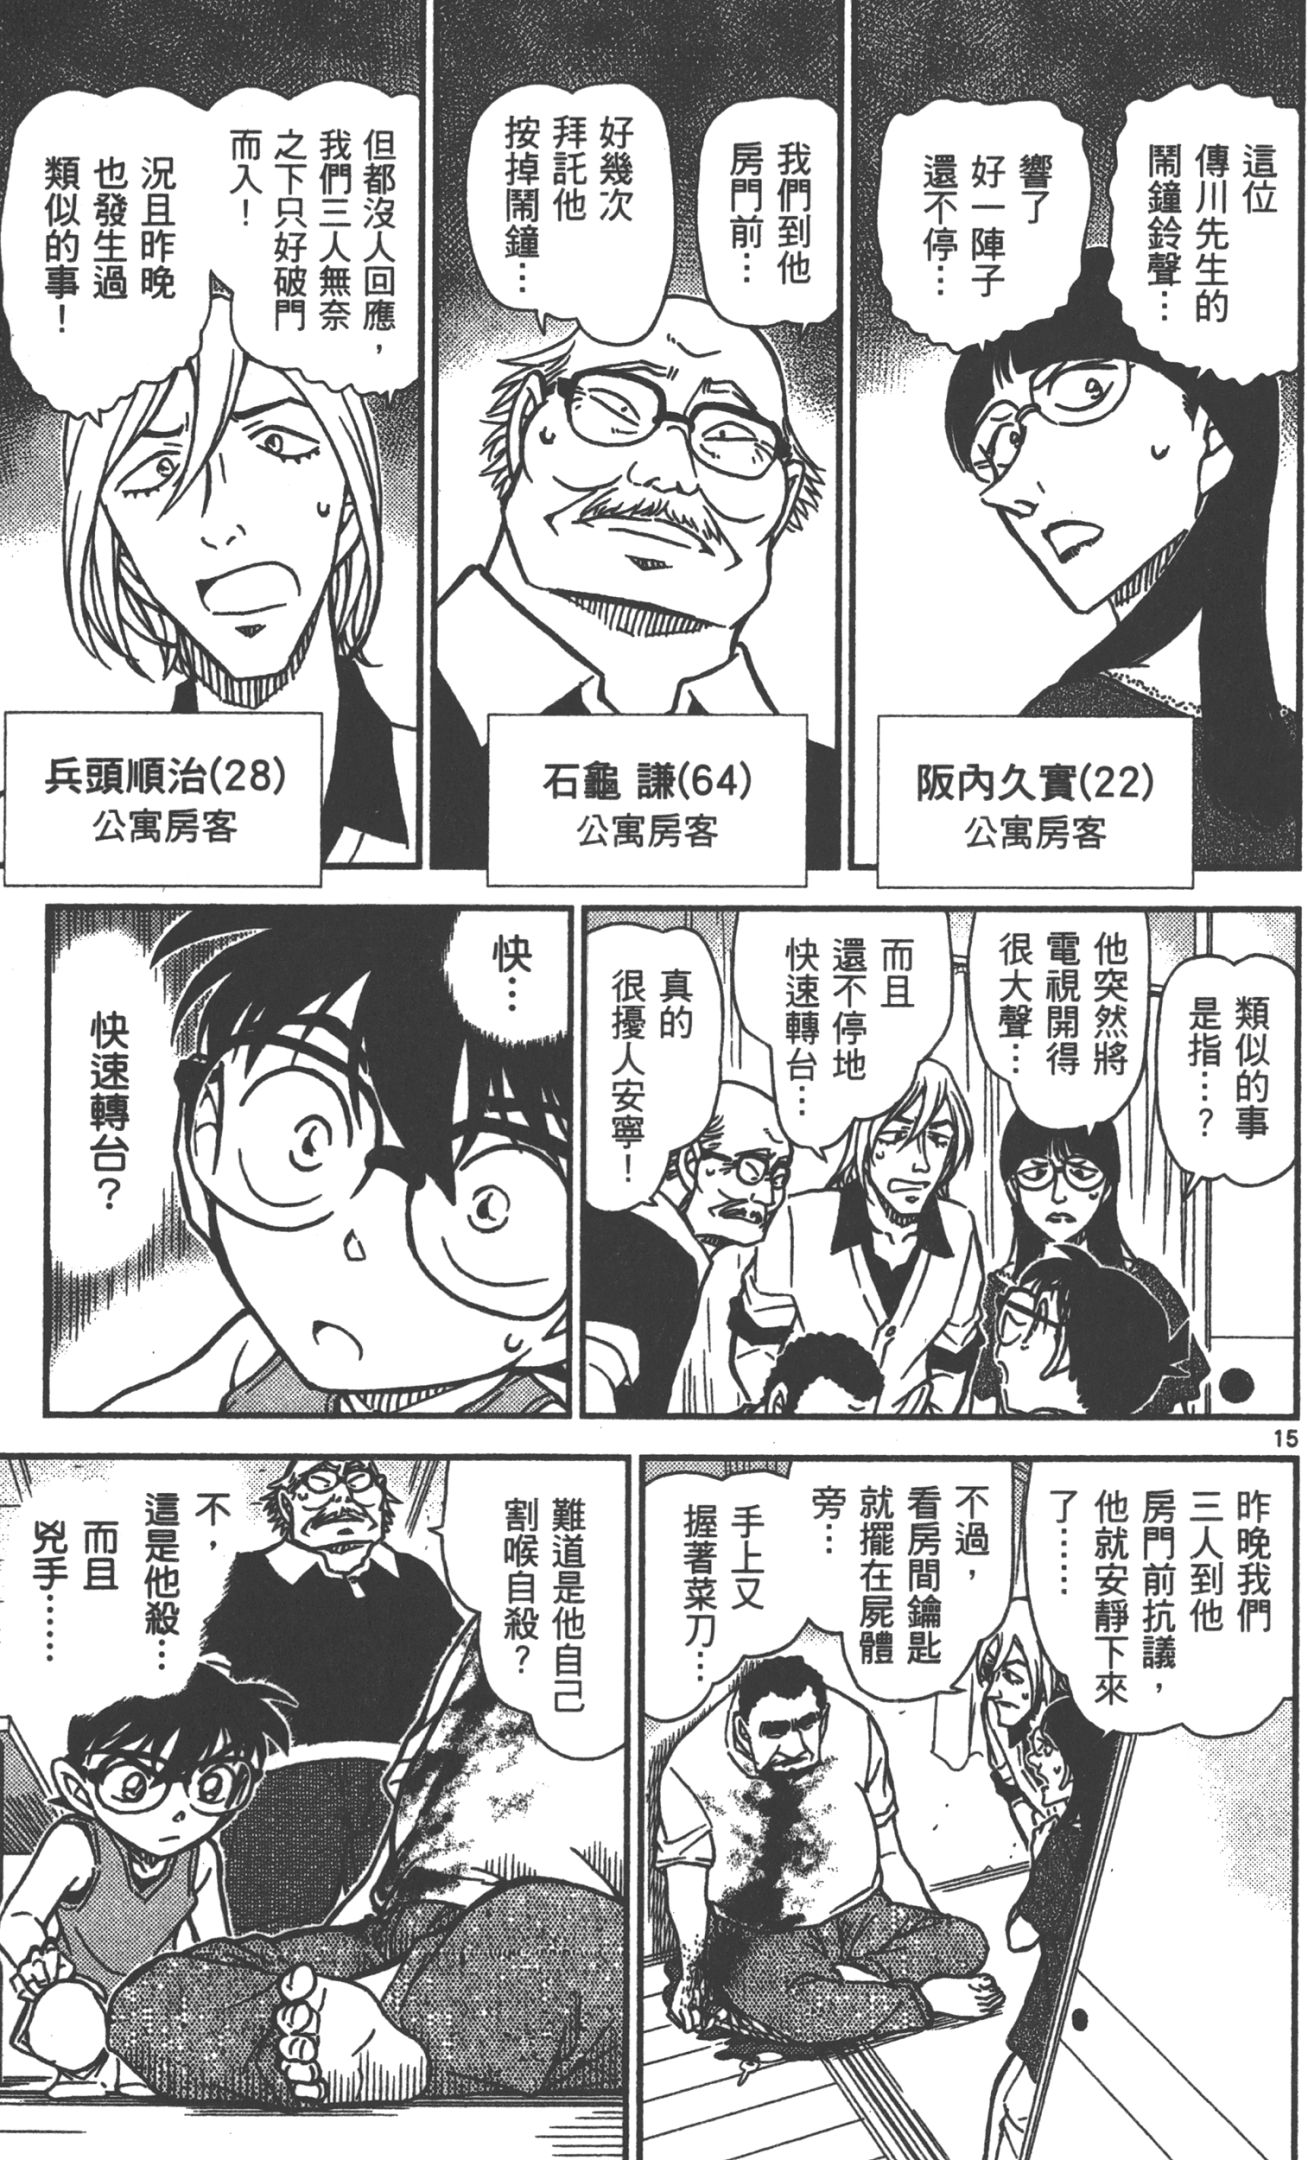 這位
傳川先生的
鬧鐘鈴聲…
響了
好一陣子
還不停…
阪內久實(22)
公寓房客
我們到他
房門前…
好幾次
拜託他
按掉鬧鐘…
石龜 謙(64)
公寓房客
但都沒人回應，
我們三人無奈
之下只好破門
而入！
況且昨晚
也發生過
類似的事！
兵頭順治(28)
公寓房客
類似的事
是指…？
他突然將
電視開得
很大聲…
而且
還不停地
快速轉台…
真的
很擾人安寧！
快…
快速轉台？
15
昨晚我們
三人到他
房門前抗議，
他就安靜下來
了……
不過，
看房間鑰匙
就擺在屍體
旁…
手上又
握著菜刀…
難道是他自己
割喉自殺？
不，
這是他殺…
而且
兇手……